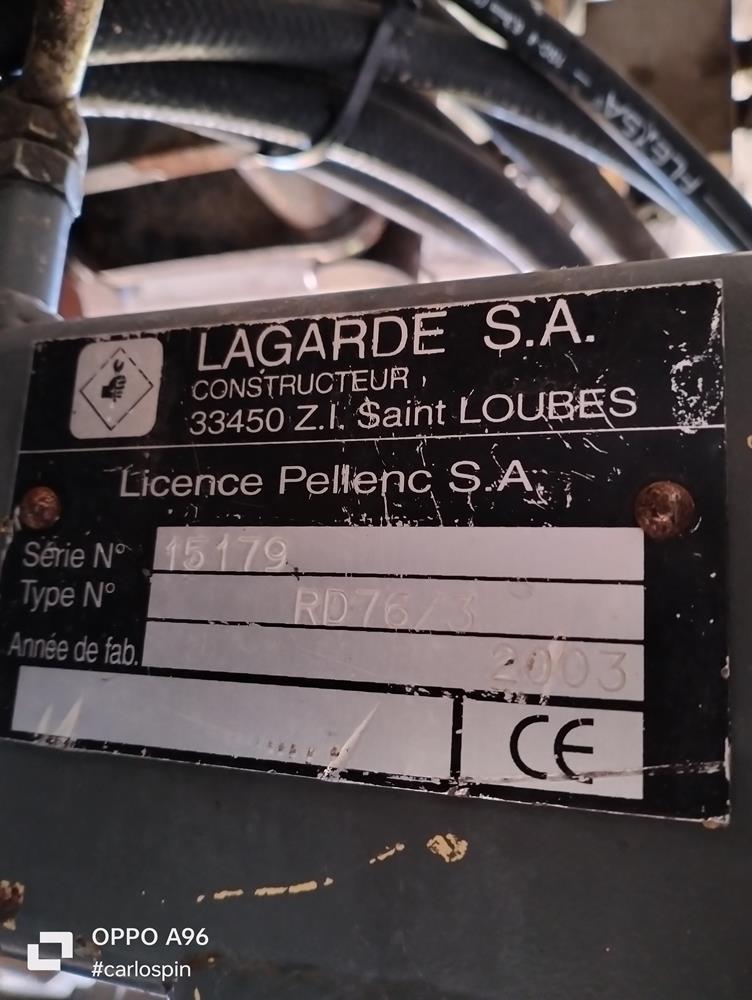 FLEXSA
LAGARDE S.A.
CONSTRUCTEUR
33450 Z.I. Saint LOUBES
Licence Pellenc S.A.
Série N° 15179
Type N° RD76/3
Année de fab. 2003
CE
OPPO A96
#carlospin